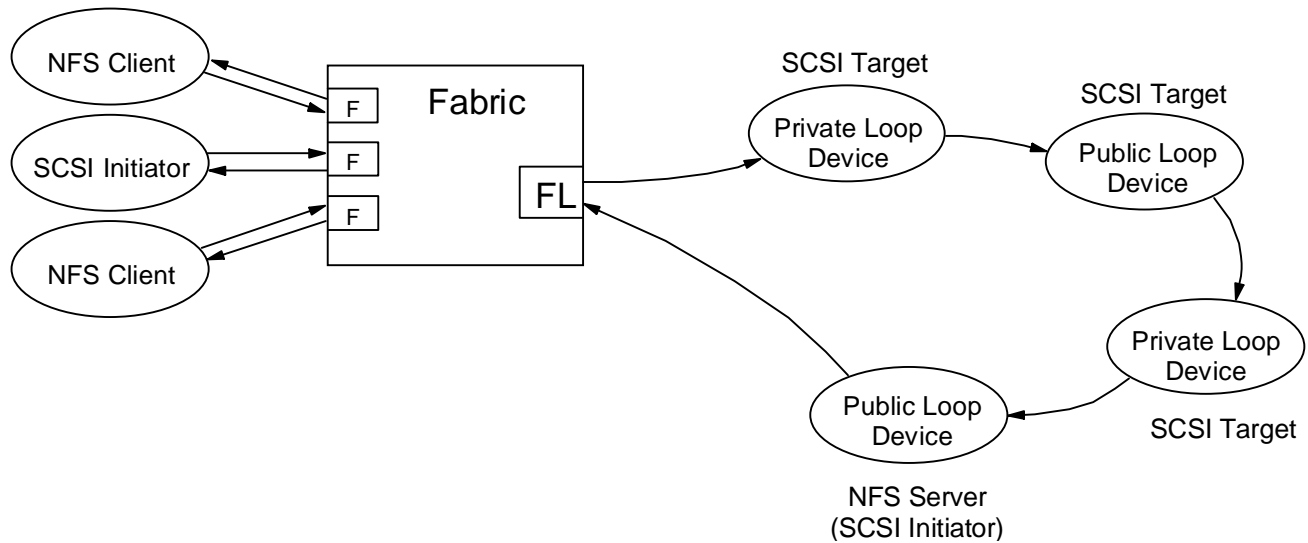 NFS Client
SCSI Initiator
NFS Client
F
F
F
Fabric
FL
SCSI Target
Private Loop
Device
SCSI Target
Public Loop
Device
Private Loop
Device
SCSI Target
Public Loop
Device
NFS Server
(SCSI Initiator)